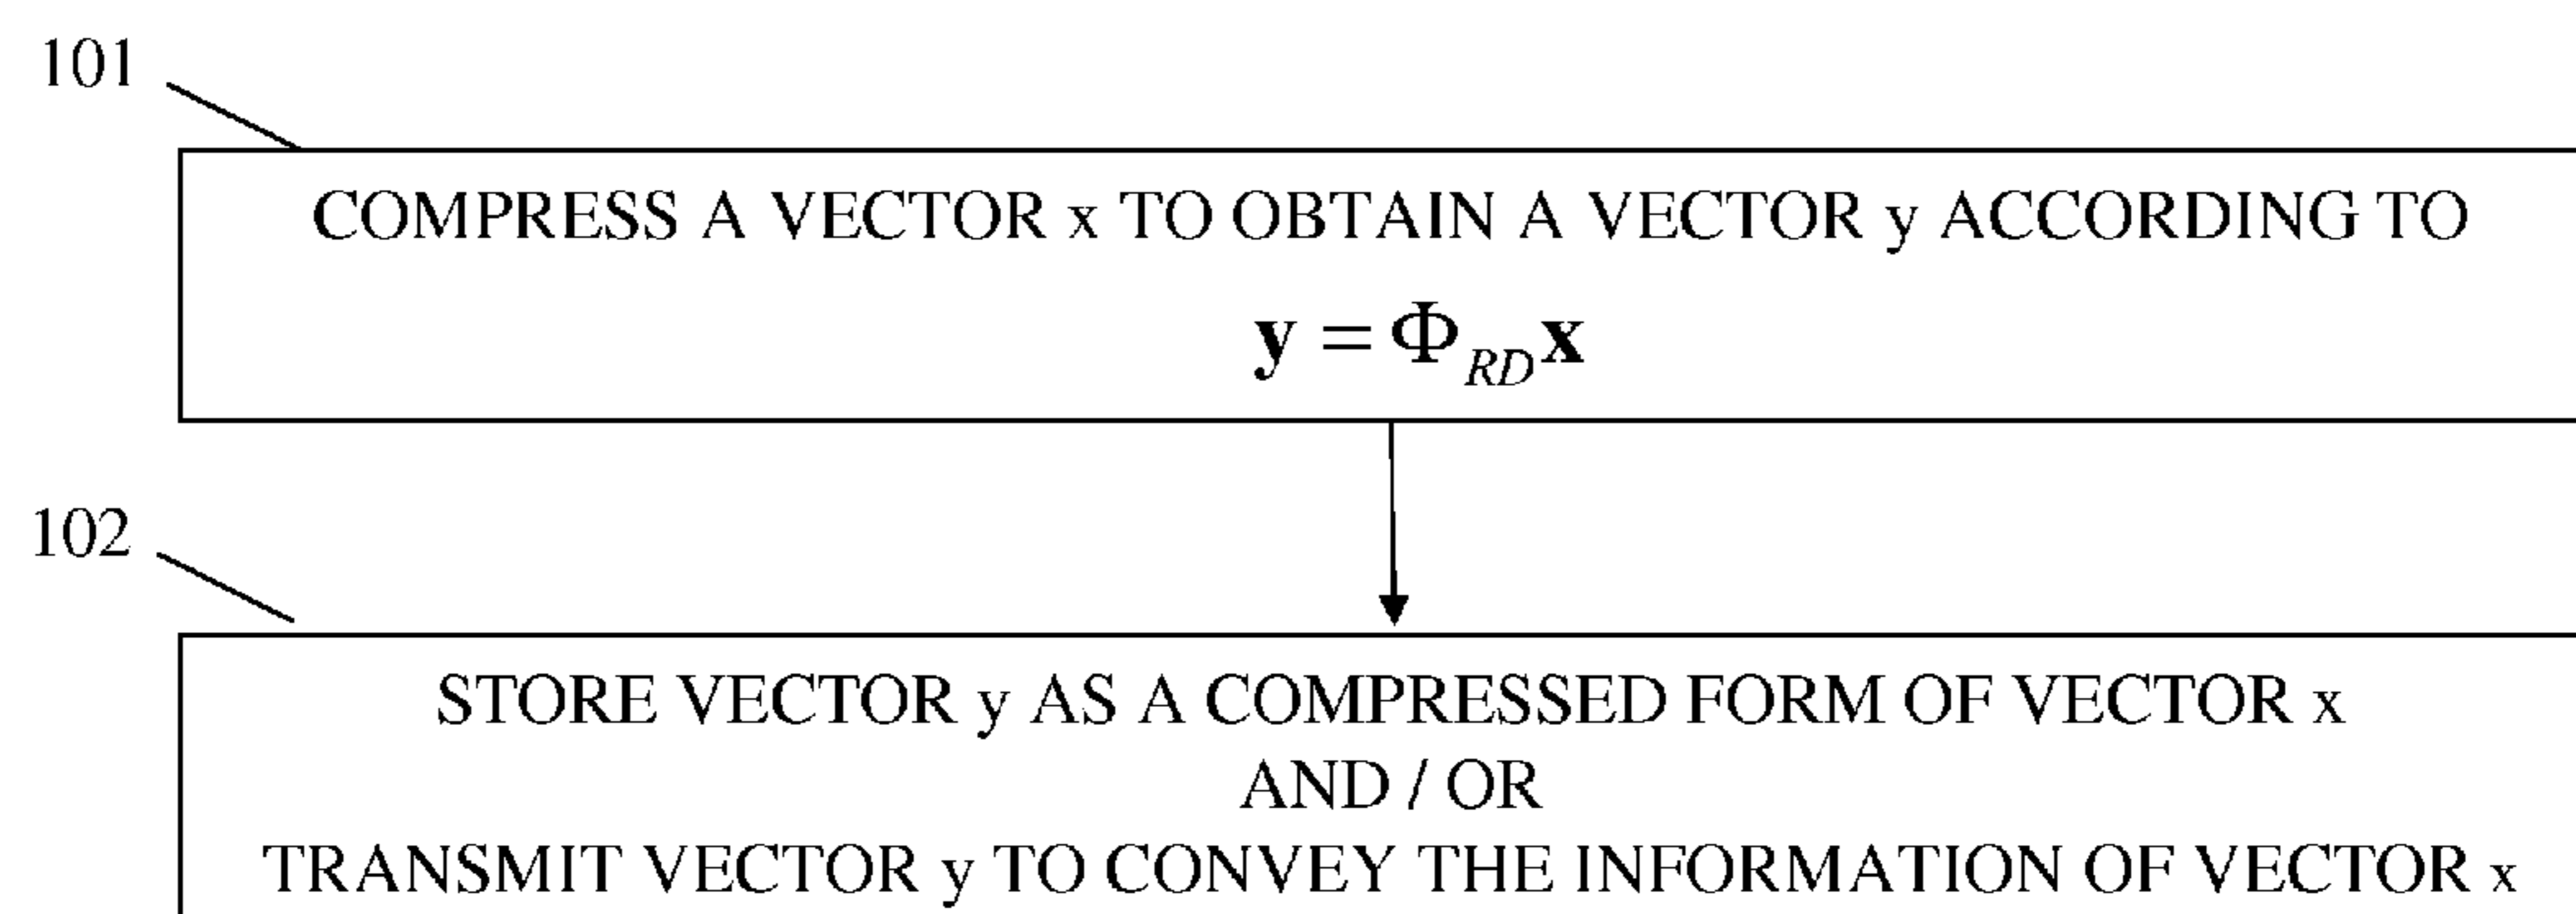 101
COMPRESS A VECTOR x TO OBTAIN A VECTOR y ACCORDING TO
y = Φ_RD x
102
STORE VECTOR y AS A COMPRESSED FORM OF VECTOR x
AND / OR
TRANSMIT VECTOR y TO CONVEY THE INFORMATION OF VECTOR x